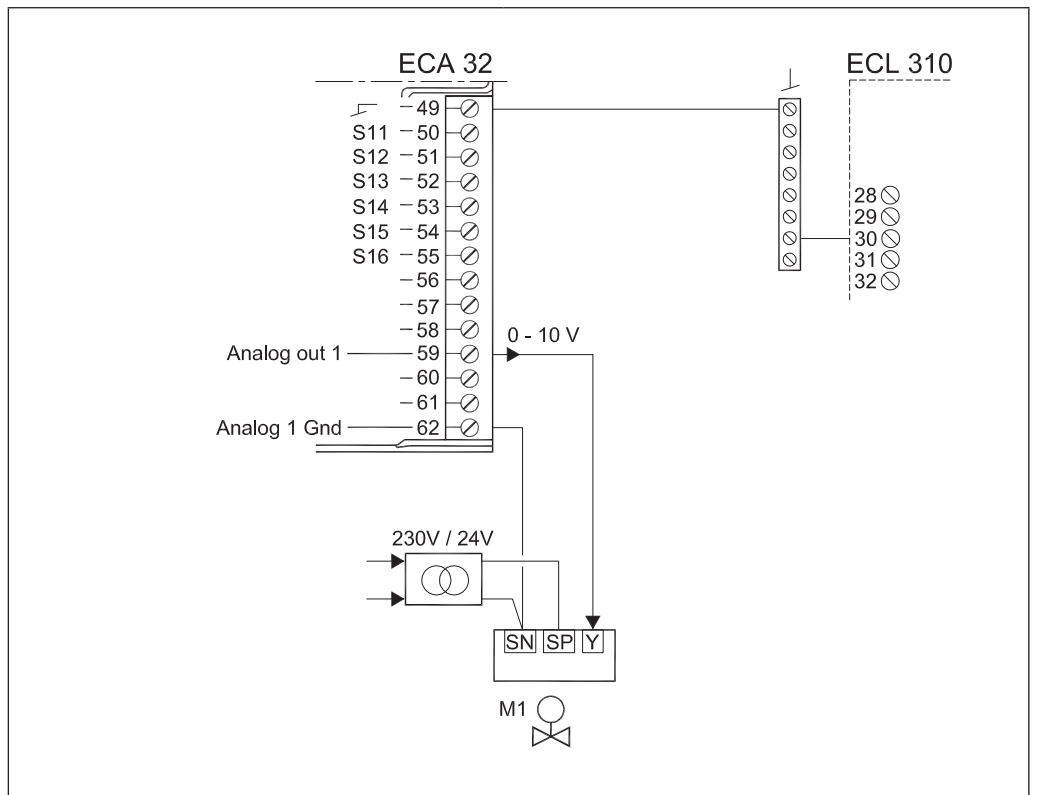 ECA 32
ECL 310
49
S11 50
S12 51
S13 52
S14 53
S15 54
S16 55
56
57
58
Analog out 1 59
0 - 10 V
60
61
Analog 1 Gnd 62
28
29
30
31
32
230V / 24V
SN SP Y
M1